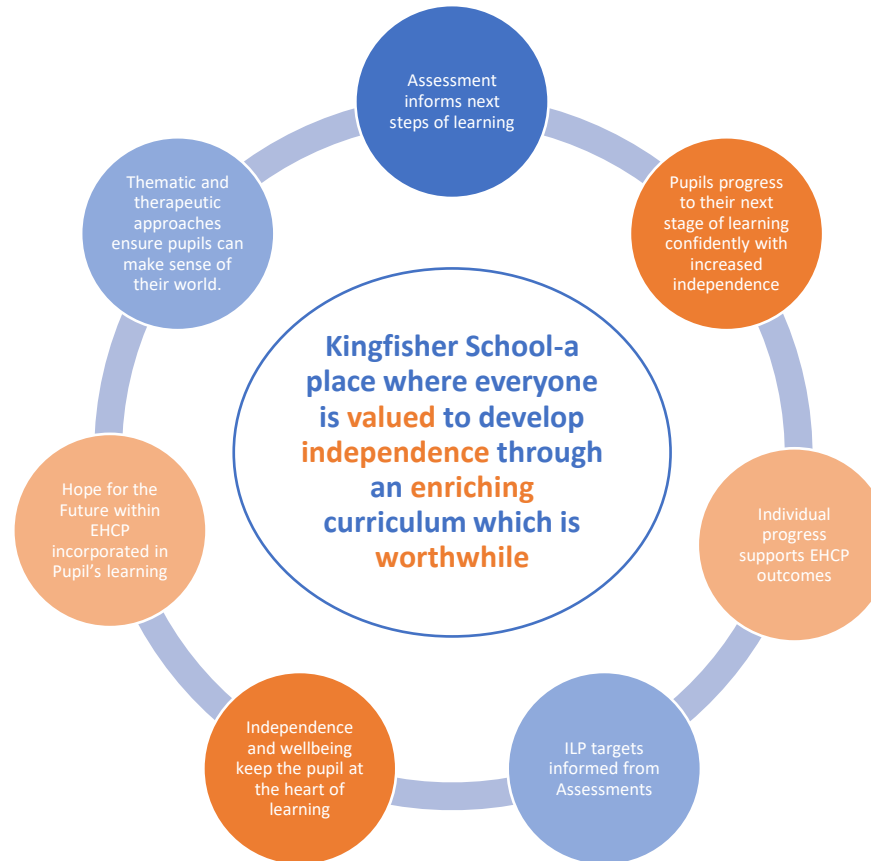 Assessment
informs next
steps of learning
Pupils progress
to their next
stage of learning
confidently with
increased
independence
Individual
progress
supports EHCP
outcomes
ILP targets
informed from
Assessments
Independence
and wellbeing
keep the pupil at
the heart of
learning
Hope for the
Future within
EHCP
incorporated in
Pupil's learning
Thematic and
therapeutic
approaches
ensure pupils can
make sense of
their world.
Kingfisher School-a
place where everyone
is valued to develop
independence through
an enriching
curriculum which is
worthwhile